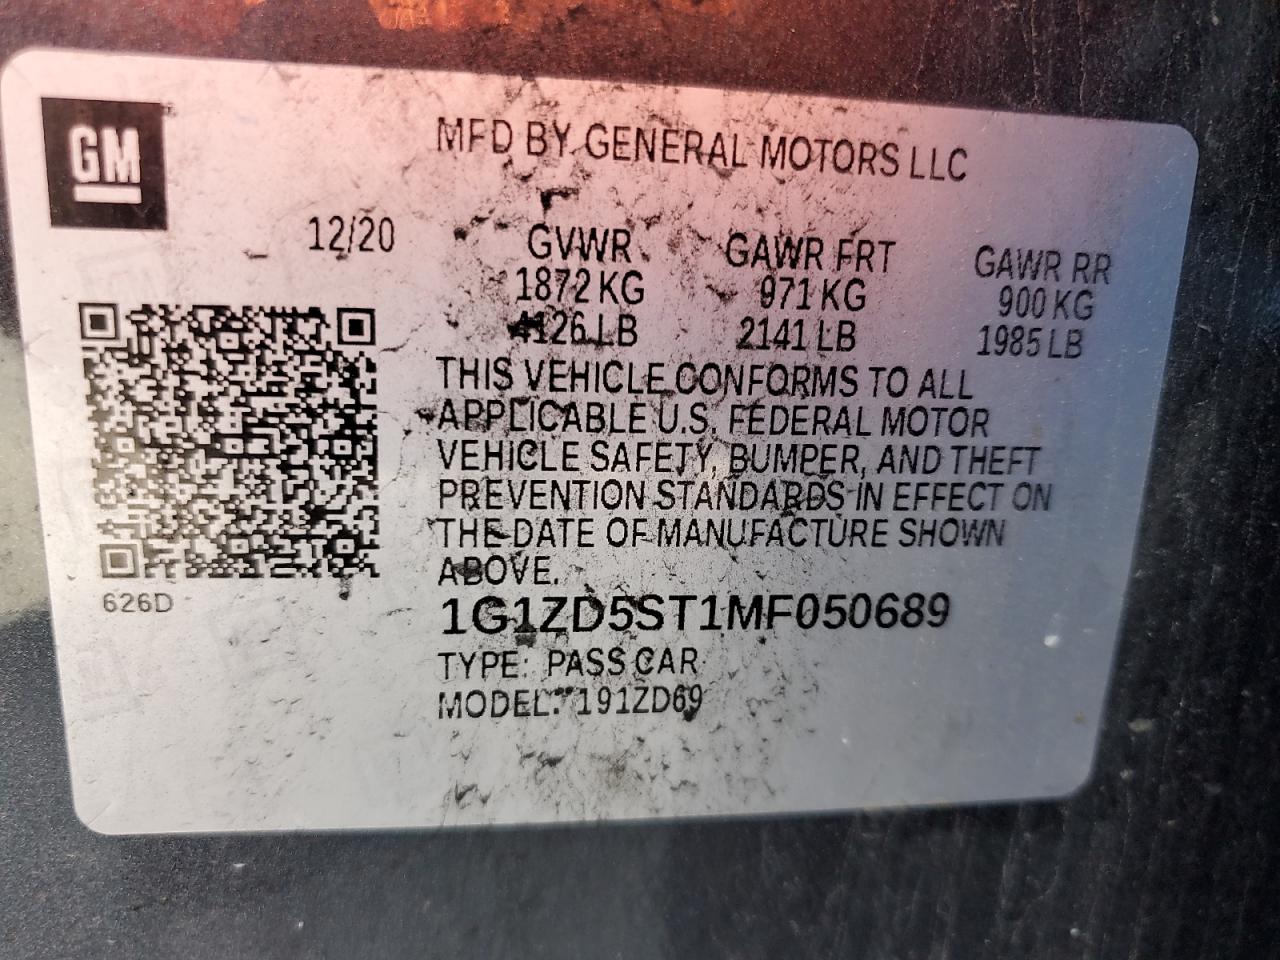 GM
MFD BY GENERAL MOTORS LLC
12/20
GVWR GAWR FRT GAWR RR
1872 KG 971 KG 900 KG
4126 LB 2141 LB 1985 LB
THIS VEHICLE CONFORMS TO ALL
APPLICABLE U.S. FEDERAL MOTOR
VEHICLE SAFETY, BUMPER, AND THEFT
PREVENTION STANDARDS IN EFFECT ON
THE DATE OF MANUFACTURE SHOWN
ABOVE.
626D
1G1ZD5ST1MF050689
TYPE: PASS CAR
MODEL: 191ZD69